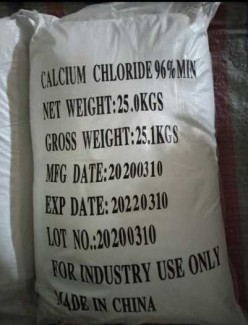 CALCIUM CHLORIDE 96%MIN
NET WEIGHT:25.0KGS
GROSS WEIGHT:25.1KGS
MFG DATE:20200310
EXP DATE:20220310
LOT NO.:20200310
FOR INDUSTRY USE ONLY
MADE IN CHINA